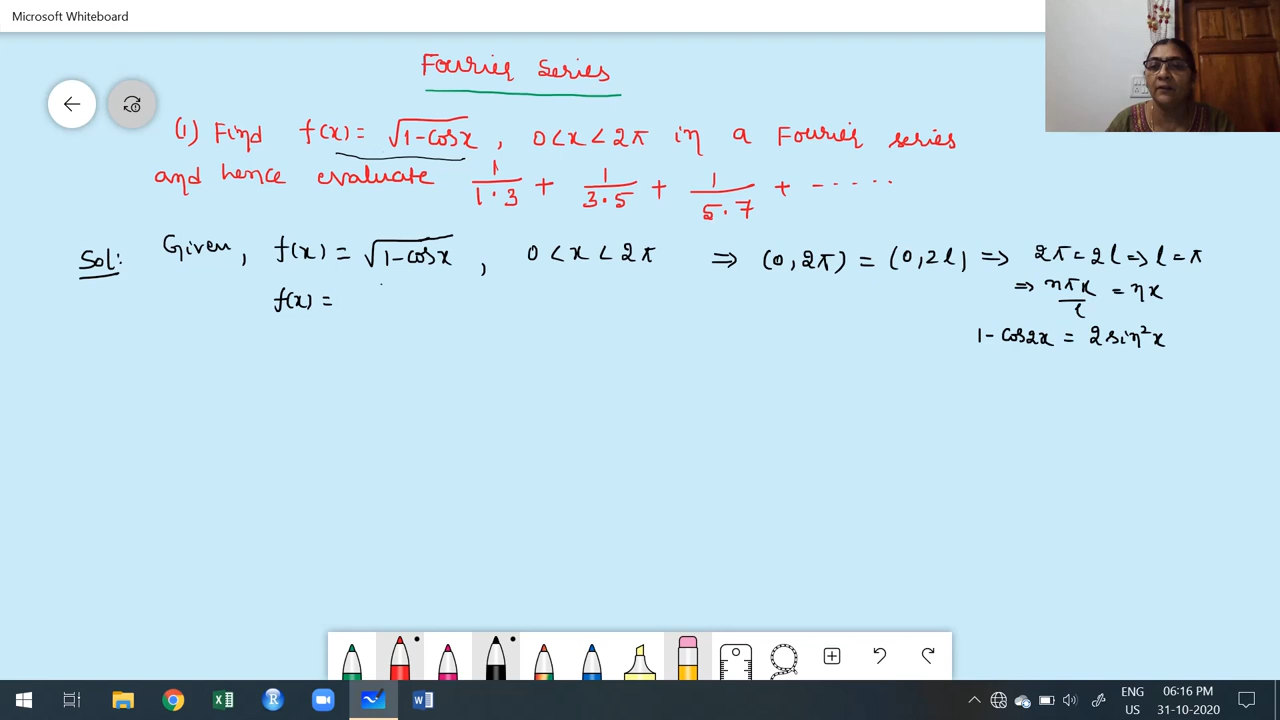 Microsoft Whiteboard
Fourier Series
(1) Find f(x) = √1-cosx , 0<x<2π in a Fourier series
and hence evaluate 1/1·3 + 1/3·5 + 1/5·7 + ------
Sol: Given, f(x) = √1-cosx , 0<x<2π ⇒ (0,2π) = (0,2l) ⇒ 2π=2l ⇒ l=π
f(x) = ⇒ nπx/l = nx
1-cos2x = 2sin²x
ENG 06:16 PM
US 31-10-2020